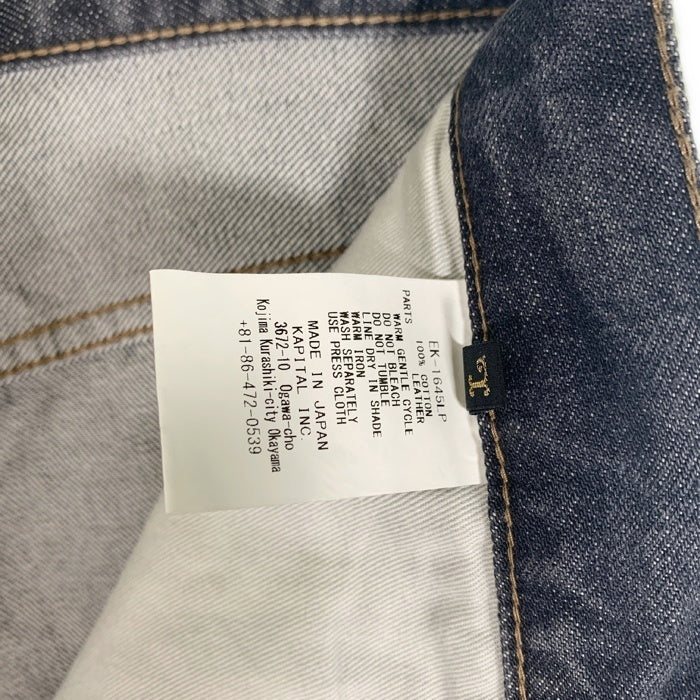 EK-1645LP
100% COTTON
PARTS LEATHER
WARM GENTLE CYCLE
DO NOT BLEACH
DO NOT TUMBLE
LINE DRY IN SHADE
WARM IRON
WASH SEPARATELY
USE PRESS CLOTH
MADE IN JAPAN
KAPITAL INC.
3672-10 Ogawa-cho
Kojima Kurashiki-city Okayama
+81-86-472-0539